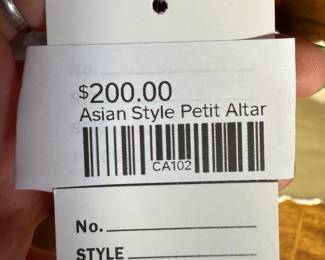 $200.00
Asian Style Petit Altar
CA102
No.
STYLE